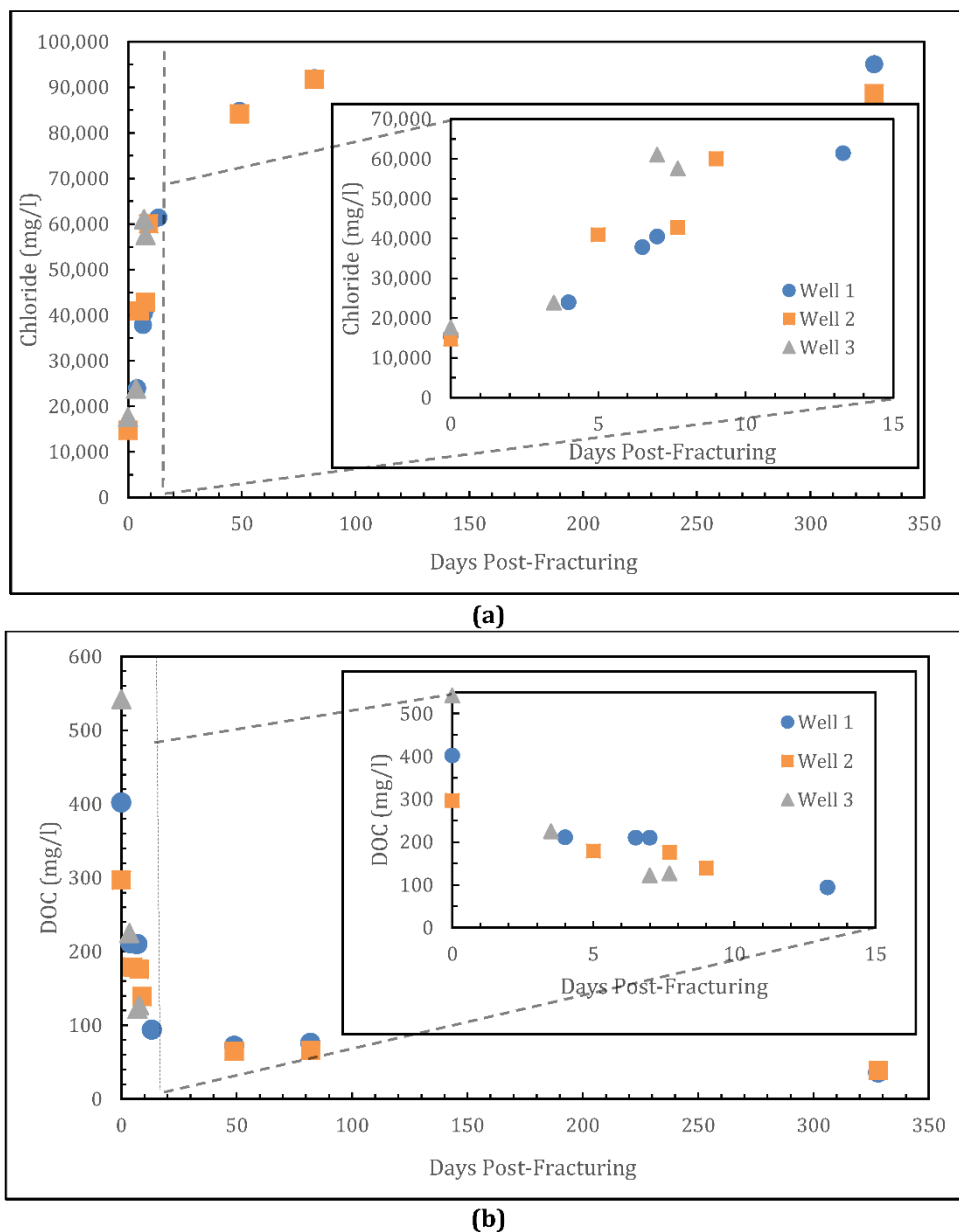 100,000
90,000
80,000
70,000
60,000
50,000
40,000
30,000
20,000
10,000
0
Chloride (mg/l)
0 50 100 150 200 250 300 350
Days Post-Fracturing
70,000
60,000
50,000
40,000
30,000
20,000
10,000
0
Chloride (mg/l)
Well 1
Well 2
Well 3
0 5 10 15
Days Post-Fracturing
(a)
600
500
400
300
200
100
0
DOC (mg/l)
0 50 100 150 200 250 300 350
Days Post-Fracturing
500
400
300
200
100
0
DOC (mg/l)
Well 1
Well 2
Well 3
0 5 10 15
Days Post-Fracturing
(b)